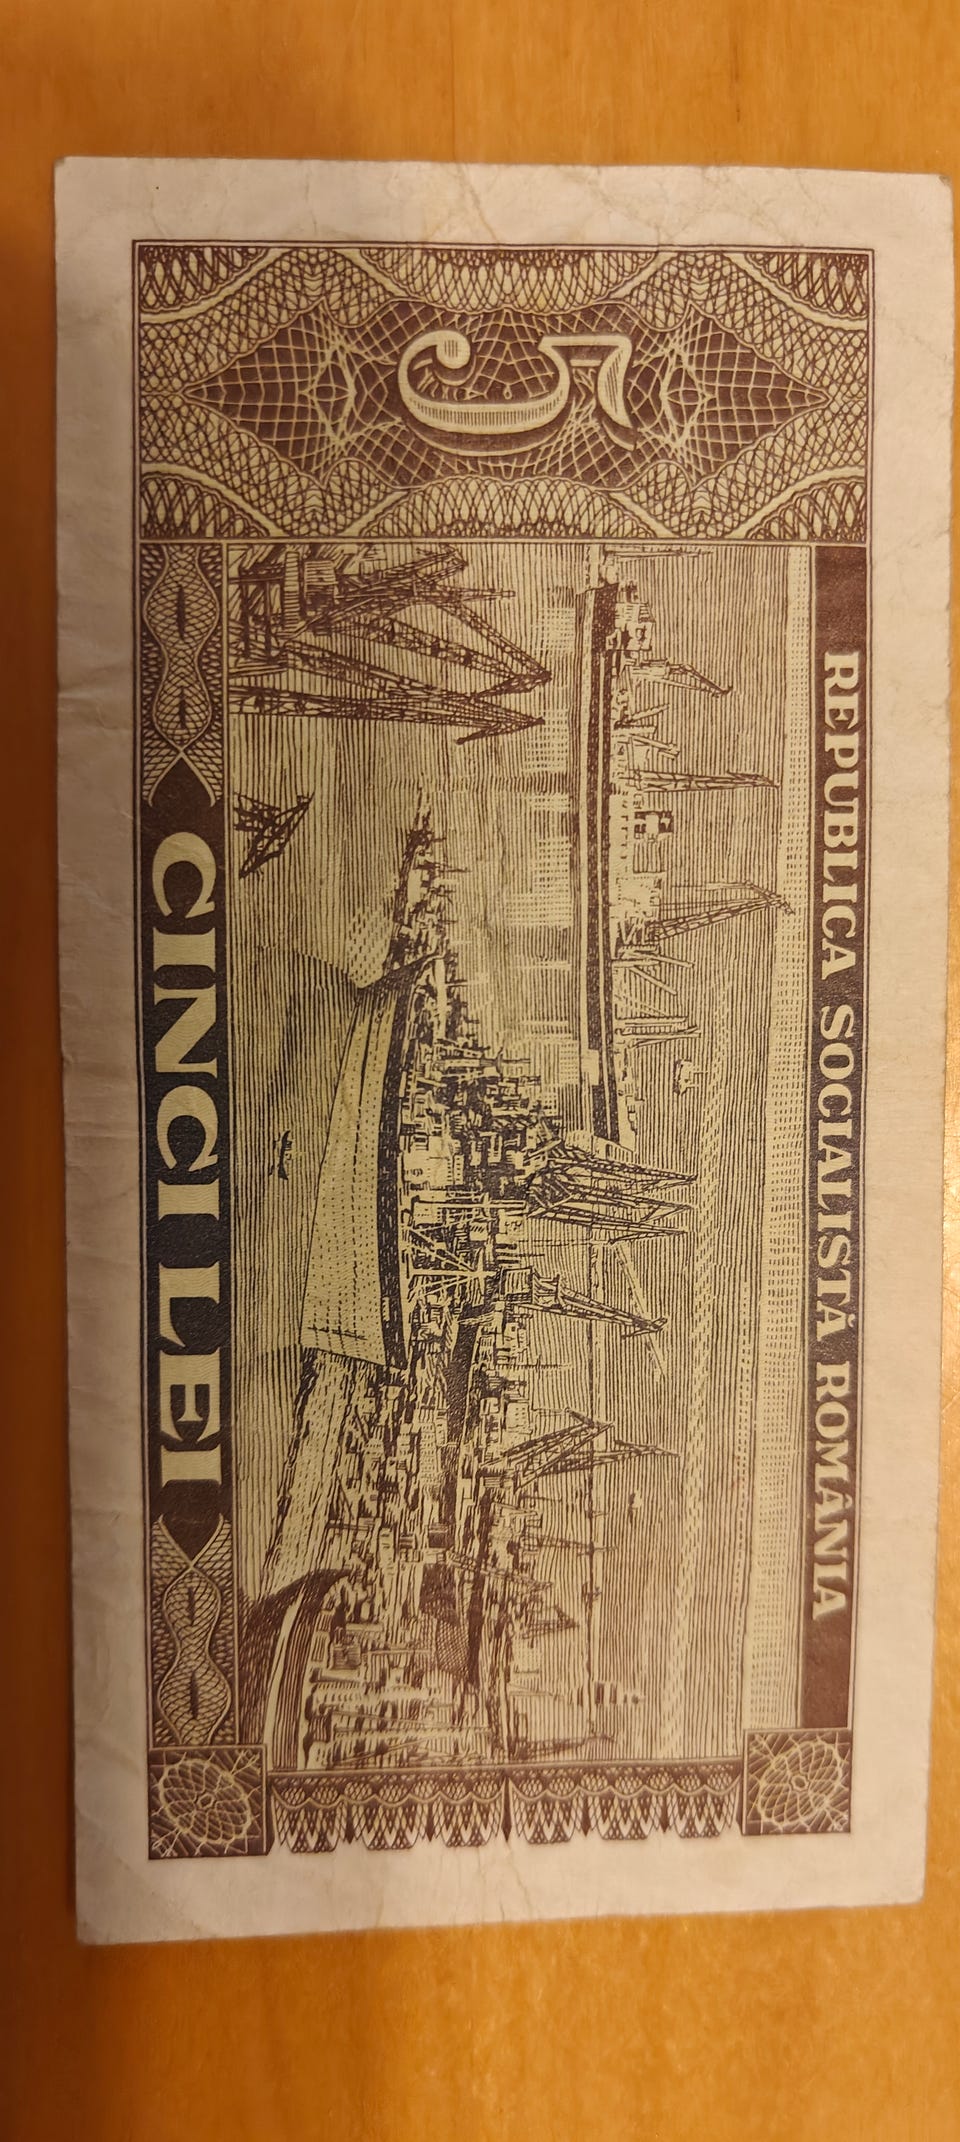 REPUBLICA SOCIALISTĂ ROMÂNIA
5
CINCI LEI